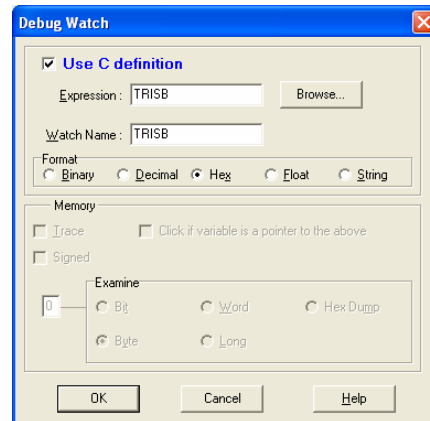 Debug Watch
Use C definition
Expression : TRISB Browse...
Watch Name : TRISB
Format
Binary Decimal Hex Float String
Memory
Trace Click if variable is a pointer to the above
Signed
Examine
0 Bit Word Hex Dump
Byte Long
OK Cancel Help